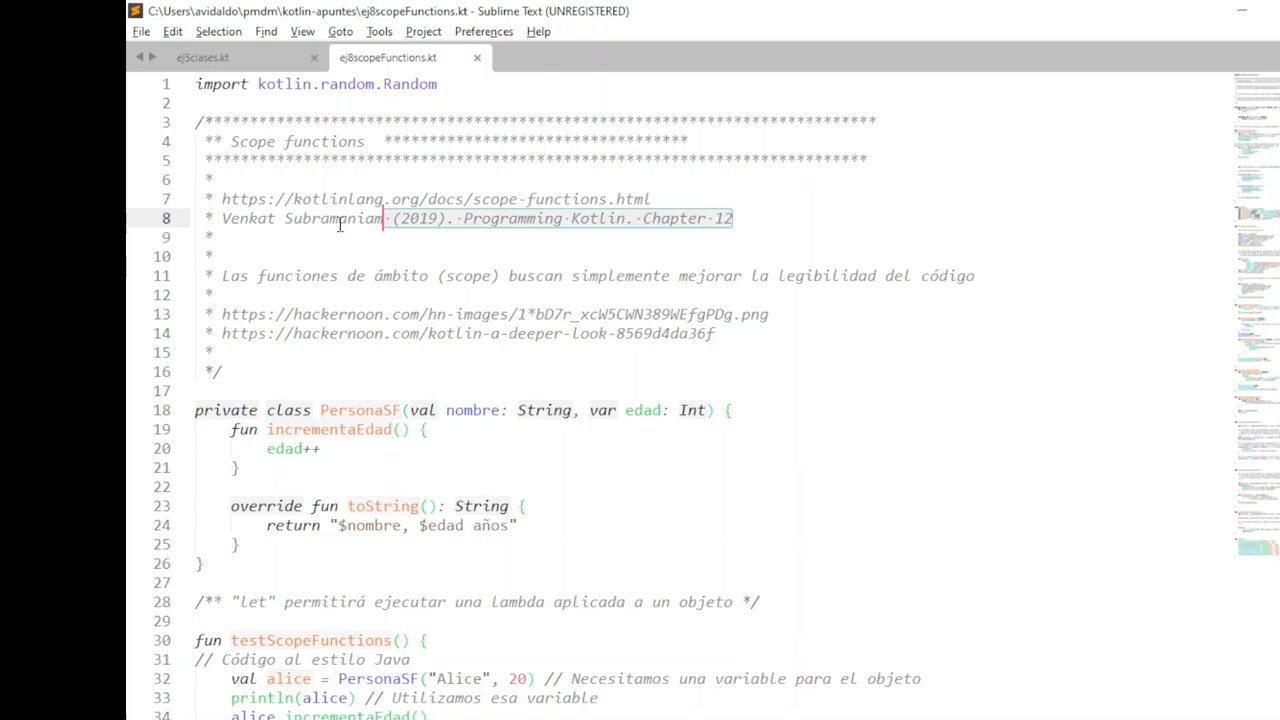 C:\Users\avidaldo\pmdm\kotlin-apuntes\ej8scopeFunctions.kt - Sublime Text (UNREGISTERED)
File Edit Selection Find View Goto Tools Project Preferences Help
ej5clases.kt × ej8scopeFunctions.kt ×
1 import kotlin.random.Random
2
3 /***************************************************************************
4 ** Scope functions **********************************
5 **************************************************************************
6 *
7 * https://kotlinlang.org/docs/scope-functions.html
8 * Venkat Subramaniam (2019). Programming Kotlin. Chapter 12
9 *
10 *
11 * Las funciones de ámbito (scope) buscan simplemente mejorar la legibilidad del código
12 *
13 * https://hackernoon.com/hn-images/1*bD7r_xcW5CWN389WEfgPDg.png
14 * https://hackernoon.com/kotlin-a-deeper-look-8569d4da36f
15 *
16 */
17
18 private class PersonaSF(val nombre: String, var edad: Int) {
19 fun incrementaEdad() {
20 edad++
21 }
22
23 override fun toString(): String {
24 return "$nombre, $edad años"
25 }
26 }
27
28 /** "let" permitirá ejecutar una lambda aplicada a un objeto */
29
30 fun testScopeFunctions() {
31 // Código al estilo Java
32 val alice = PersonaSF("Alice", 20) // Necesitamos una variable para el objeto
33 println(alice) // Utilizamos esa variable
34 alice.incrementaEdad()